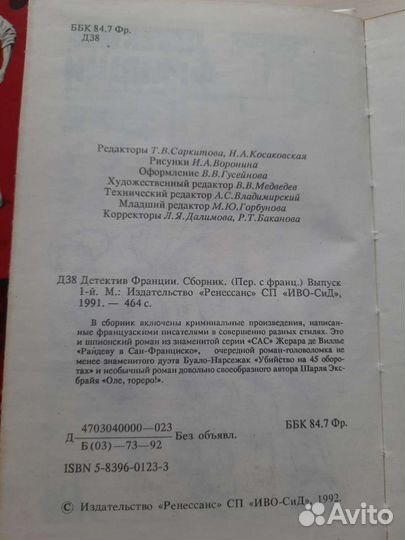 ББК 84.7 Фр.
Д38
Редакторы Т.В.Саркитова, Н.А.Косаковская
Рисунки И.А.Воронина
Оформление В.В.Гусейнова
Художественный редактор В.В.Медведев
Технический редактор А.С.Владимирский
Младший редактор М.Ю.Горбунова
Корректоры Л.Я.Далимова, Р.Т.Баканова
Д38 Детектив Франции. Сборник. (Пер. с франц.) Выпуск
1-й. М.: Издательство «Ренессанс» СП «ИВО-СиД»,
1991. — 464 с.
В сборник включены криминальные произведения, написан-
ные французскими писателями в совершенно разных стилях. Это
и шпионский роман из знаменитой серии «САС» Жерара де Виллье
«Рандеву в Сан-Франциско», очередной роман-головоломка не
менее знаменитого дуэта Буало-Нарсежак «Убийство на 45 оборо-
тах» и необычный роман довольно своеобразного автора Шарля Экс-
брайя «Оле, тореро!».
Д 4703040000—023 Без объявл. ББК 84.7 Фр.
Б(03)—73—92
ISBN 5-8396-0123-3
© Издательство «Ренессанс» СП «ИВО-СиД», 1992.
Avito